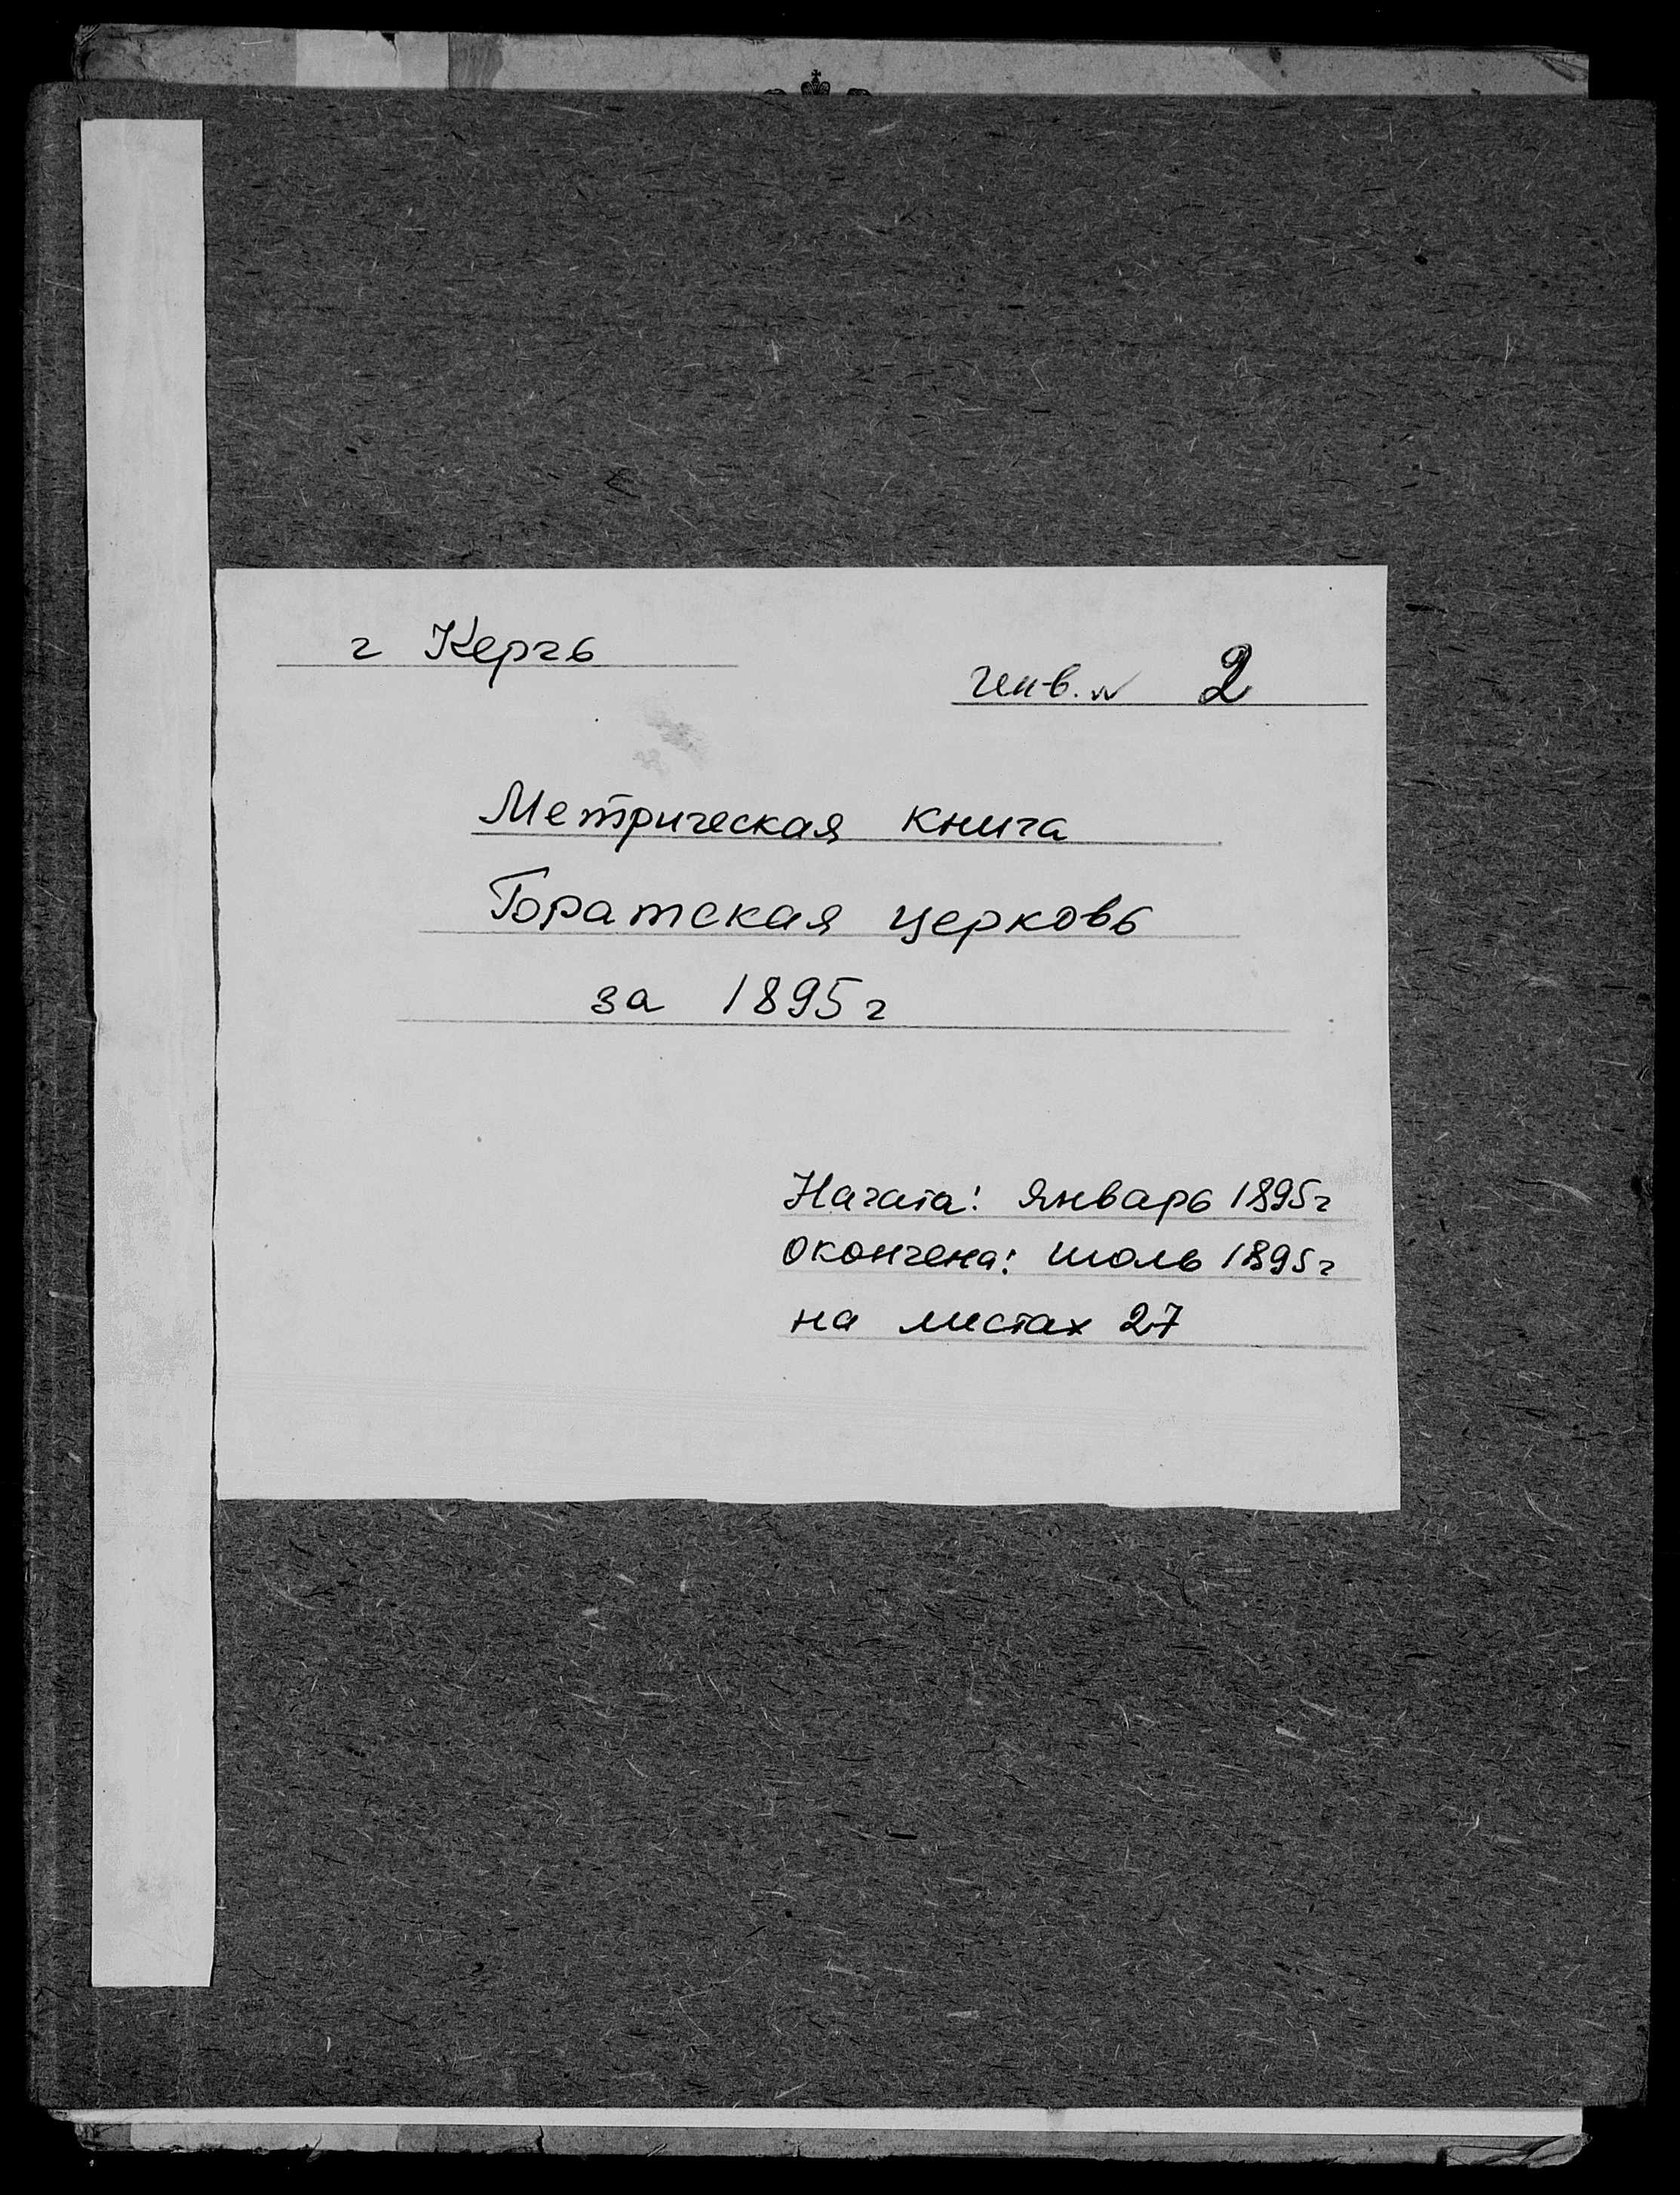 г Керчь
инв. № 2
Метрическая книга
Братская церковь
за 1895 г
Начата: январь 1895 г
окончена: июль 1895 г
на листах 27